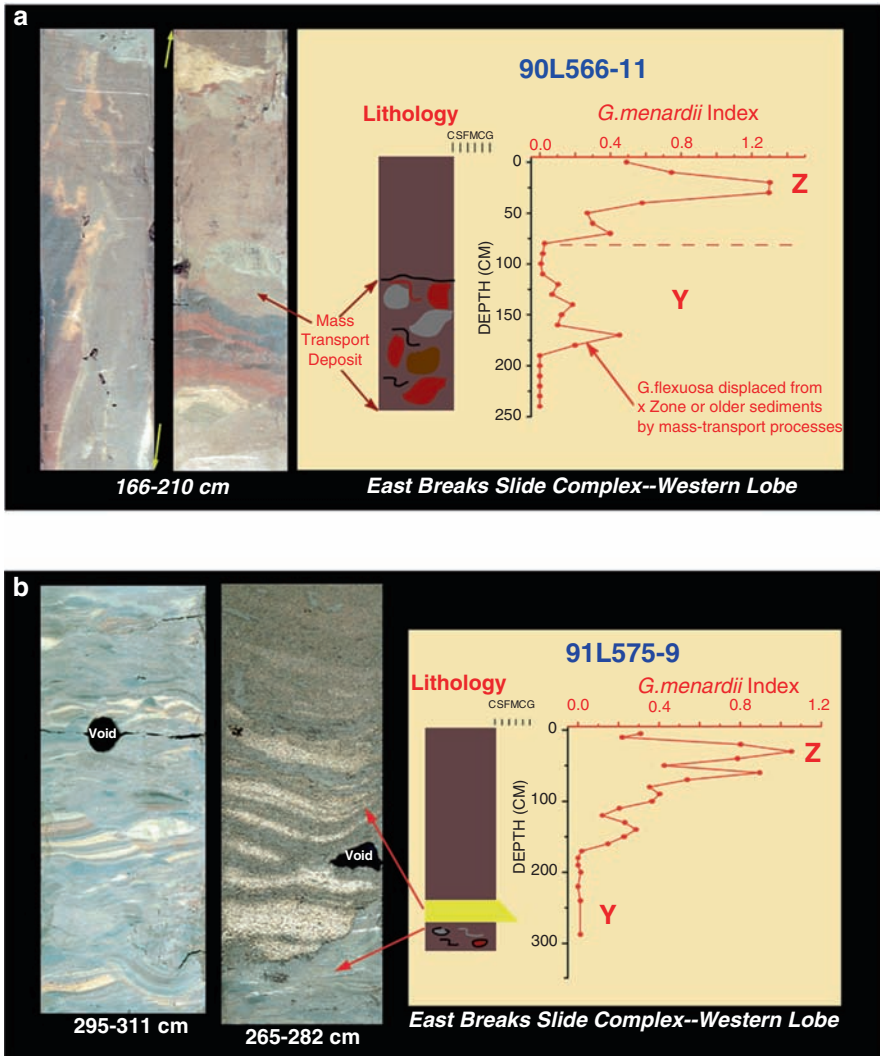 a
90L566-11
Lithology
G.menardii Index
CSFMCG
0.0 0.4 0.8 1.2
0
50
100
150
200
250
DEPTH (CM)
Z
Y
Mass
Transport
Deposit
G.flexuosa displaced from
x Zone or older sediments
by mass-transport processes
166-210 cm
East Breaks Slide Complex--Western Lobe
b
91L575-9
Lithology
G.menardii Index
CSFMCG
0.0 0.4 0.8 1.2
0
100
200
300
DEPTH (CM)
Z
Y
Void
Void
295-311 cm
265-282 cm
East Breaks Slide Complex--Western Lobe